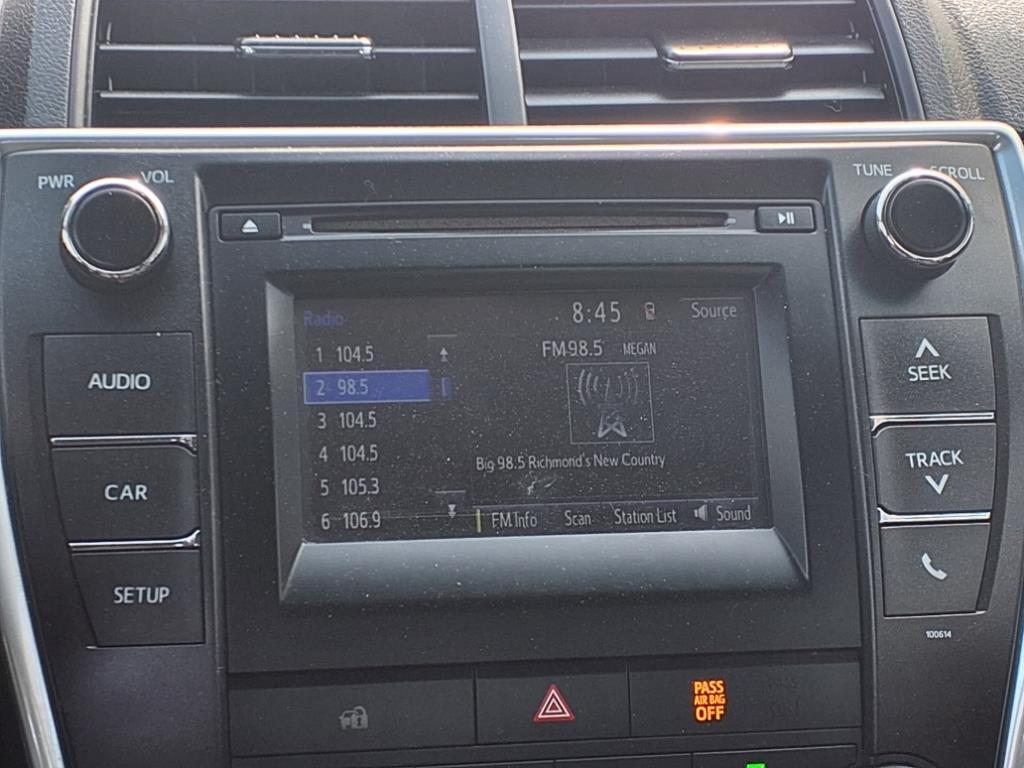 PWR VOL
TUNE SCROLL
Radio
8:45
Source
1 104.5
FM98.5 MEGAN
2 98.5
3 104.5
4 104.5
Big 98.5 Richmond's New Country
5 105.3
6 106.9
FM Info Scan Station List Sound
AUDIO
CAR
SETUP
SEEK
TRACK
100614
PASS
AIR BAG
OFF